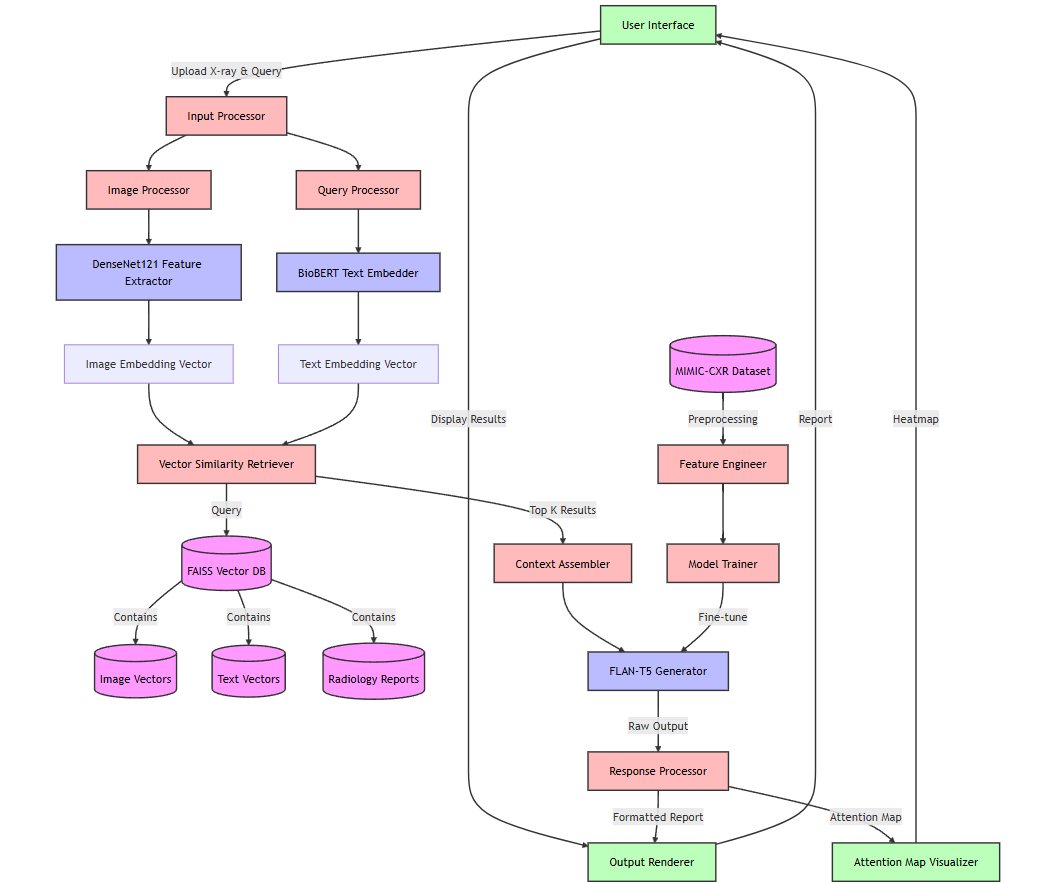 User Interface
Upload X-ray & Query
Input Processor
Image Processor
Query Processor
DenseNet121 Feature
Extractor
BioBERT Text Embedder
Image Embedding Vector
Text Embedding Vector
MIMIC-CXR Dataset
Display Results
Preprocessing
Report
Heatmap
Vector Similarity Retriever
Feature Engineer
Query
Top K Results
FAISS Vector DB
Context Assembler
Model Trainer
Contains
Contains
Contains
Fine-tune
Image Vectors
Text Vectors
Radiology Reports
FLAN-T5 Generator
Raw Output
Response Processor
Formatted Report
Attention Map
Output Renderer
Attention Map Visualizer